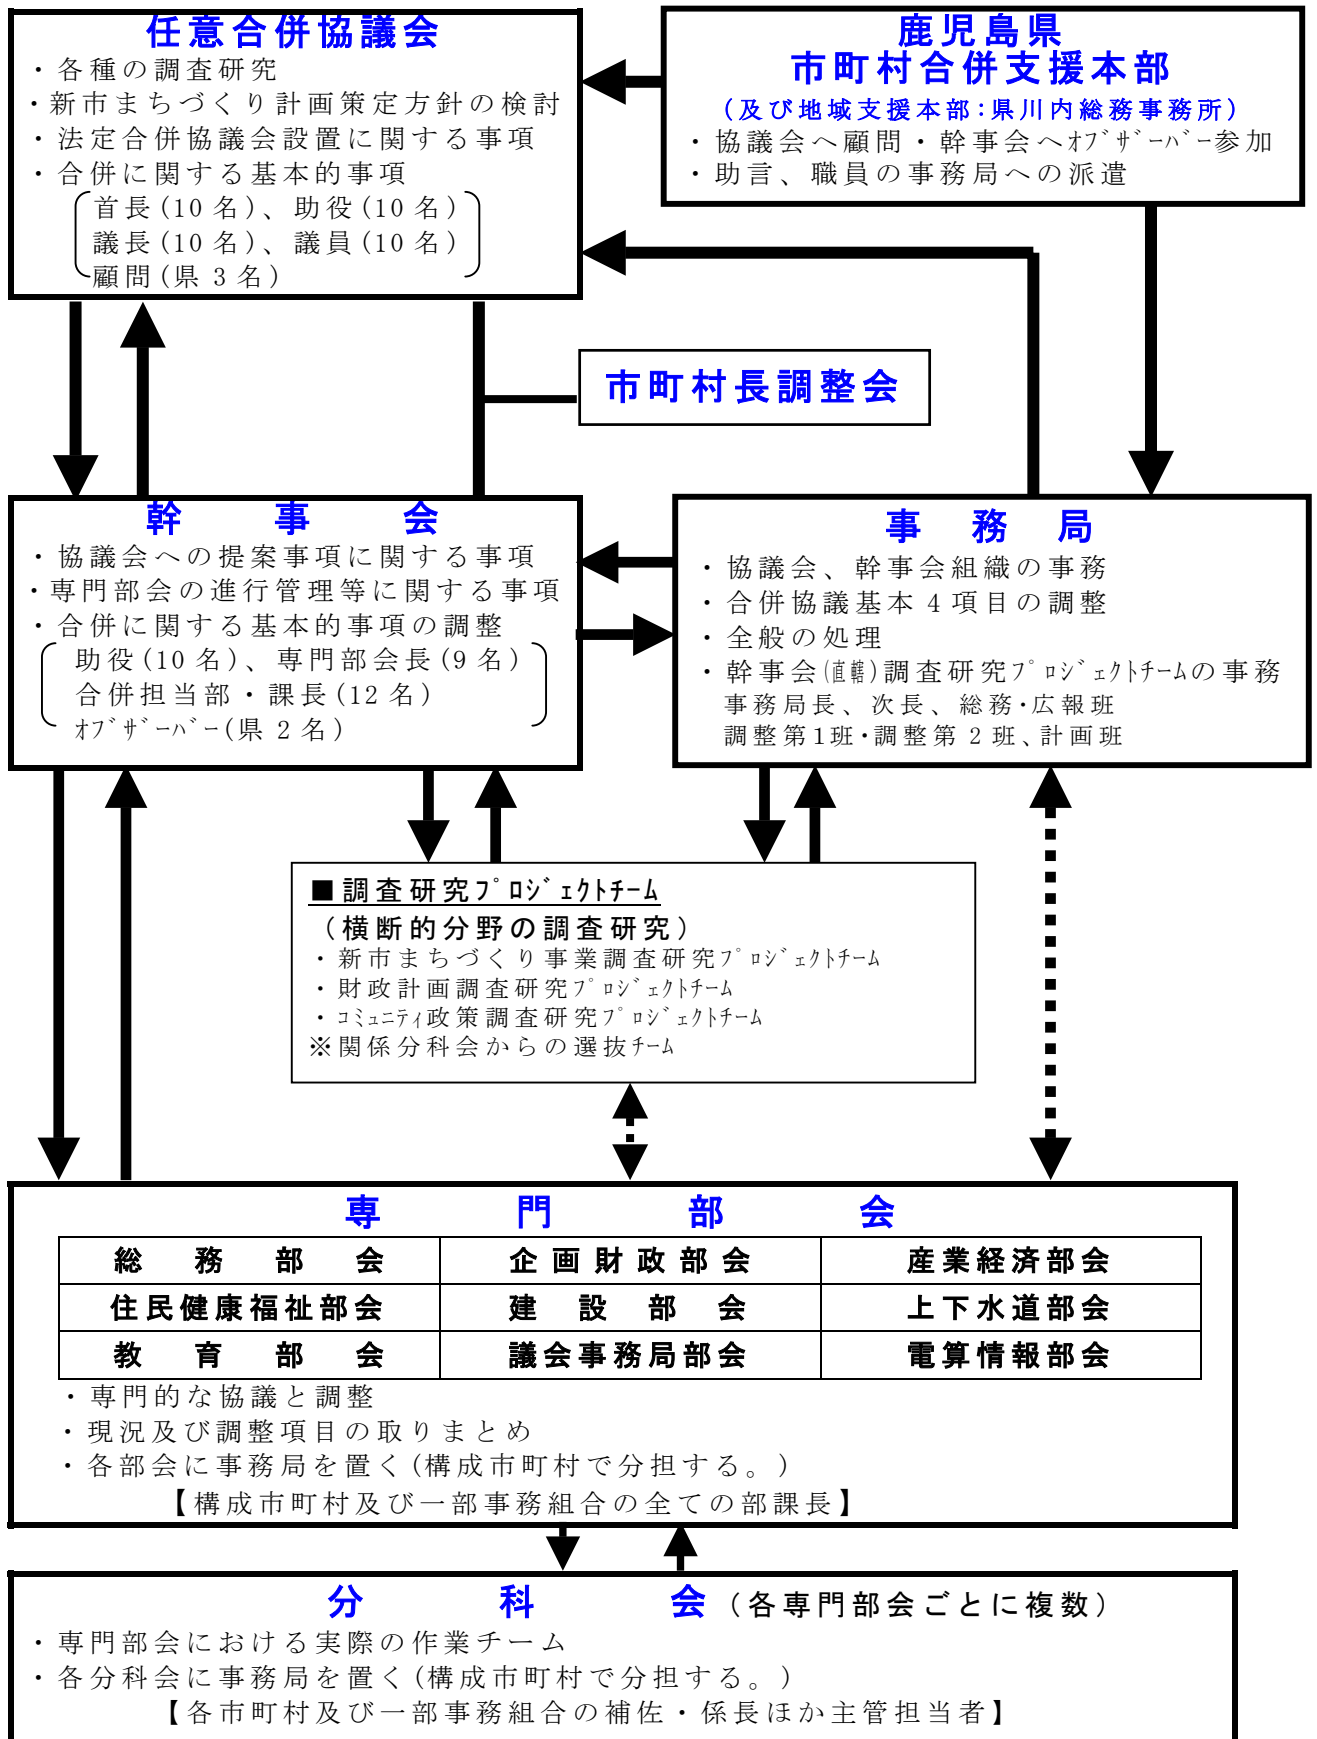 任意合併協議会
・各種の調査研究
・新市まちづくり計画策定方針の検討
・法定合併協議会設置に関する事項
・合併に関する基本的事項
首長(10名)、助役(10名)
議長(10名)、議員(10名)
顧問(県3名)
鹿児島県
市町村合併支援本部
(及び地域支援本部:県川内総務事務所)
・協議会へ顧問・幹事会へｵﾌﾞｻﾞｰﾊﾞｰ参加
・助言、職員の事務局への派遣
市町村長調整会
幹事会
・協議会への提案事項に関する事項
・専門部会の進行管理等に関する事項
・合併に関する基本的事項の調整
助役(10名)、専門部会長(9名)
合併担当部・課長(12名)
ｵﾌﾞｻﾞｰﾊﾞｰ(県2名)
事務局
・協議会、幹事会組織の事務
・合併協議基本4項目の調整
・全般の処理
・幹事会(直轄)調査研究ﾌﾟﾛｼﾞｪｸﾄﾁｰﾑの事務
事務局長、次長、総務・広報班
調整第1班・調整第2班、計画班
■調査研究ﾌﾟﾛｼﾞｪｸﾄﾁｰﾑ
(横断的分野の調査研究)
・新市まちづくり事業調査研究ﾌﾟﾛｼﾞｪｸﾄﾁｰﾑ
・財政計画調査研究ﾌﾟﾛｼﾞｪｸﾄﾁｰﾑ
・ｺﾐｭﾆﾃｨ政策調査研究ﾌﾟﾛｼﾞｪｸﾄﾁｰﾑ
※関係分科会からの選抜ﾁｰﾑ
専門部会
総務部会 企画財政部会 産業経済部会
住民健康福祉部会 建設部会 上下水道部会
教育部会 議会事務局部会 電算情報部会
・専門的な協議と調整
・現況及び調整項目の取りまとめ
・各部会に事務局を置く(構成市町村で分担する。)
【構成市町村及び一部事務組合の全ての部課長】
分科会(各専門部会ごとに複数)
・専門部会における実際の作業チーム
・各分科会に事務局を置く(構成市町村で分担する。)
【各市町村及び一部事務組合の補佐・係長ほか主管担当者】